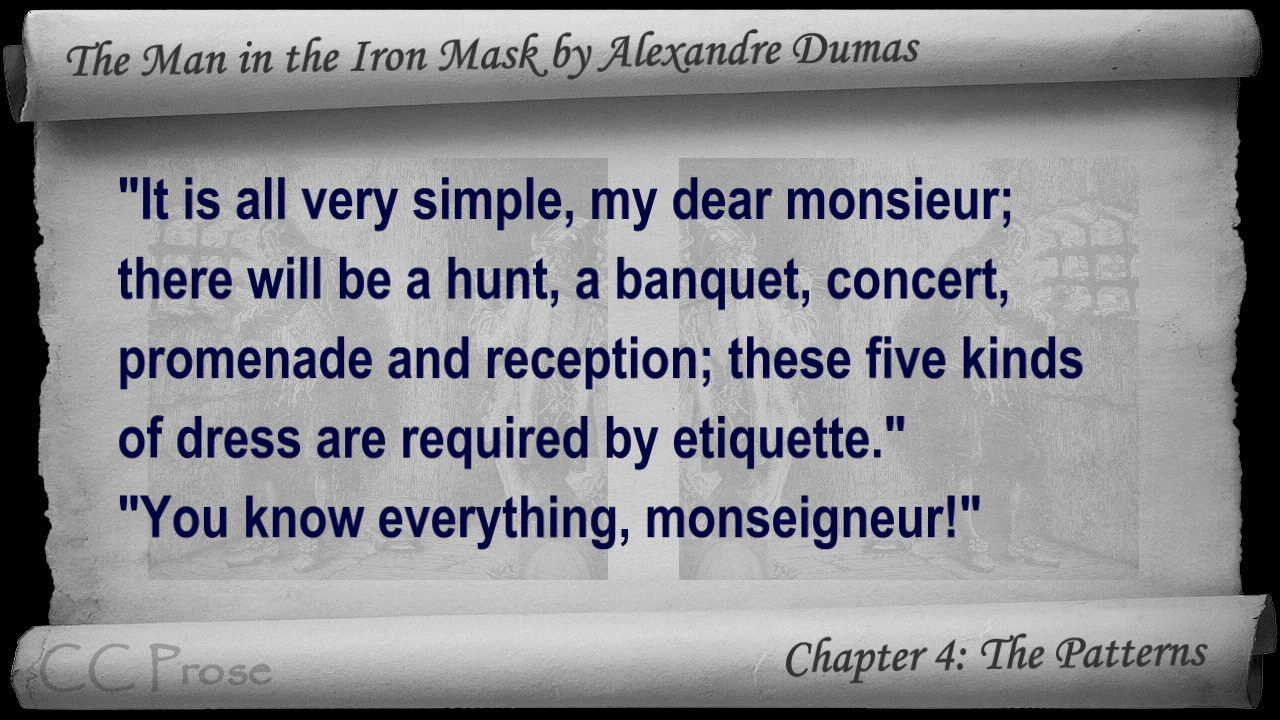 The Man in the Iron Mask by Alexandre Dumas
"It is all very simple, my dear monsieur;
there will be a hunt, a banquet, concert,
promenade and reception; these five kinds
of dress are required by etiquette."
"You know everything, monseigneur!"
CC Prose
Chapter 4: The Patterns